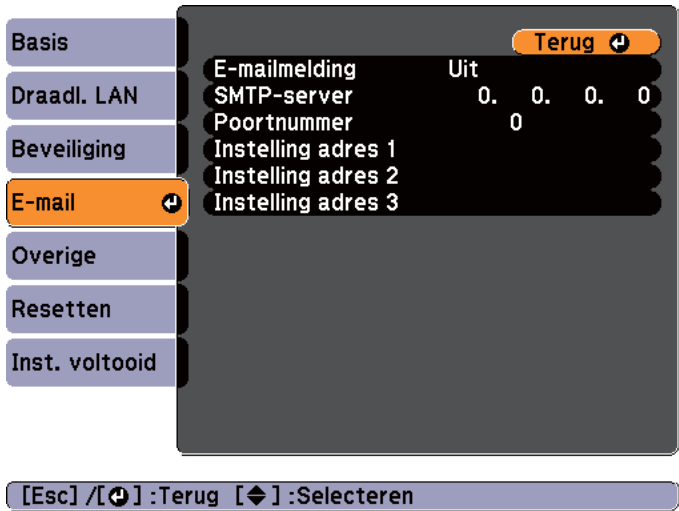 Basis
Draadl. LAN
Beveiliging
E-mail
Overige
Resetten
Inst. voltooid
Terug
E-mailmelding Uit
SMTP-server 0. 0. 0. 0
Poortnummer 0
Instelling adres 1
Instelling adres 2
Instelling adres 3
[Esc] /[⏎] :Terug [◆] :Selecteren